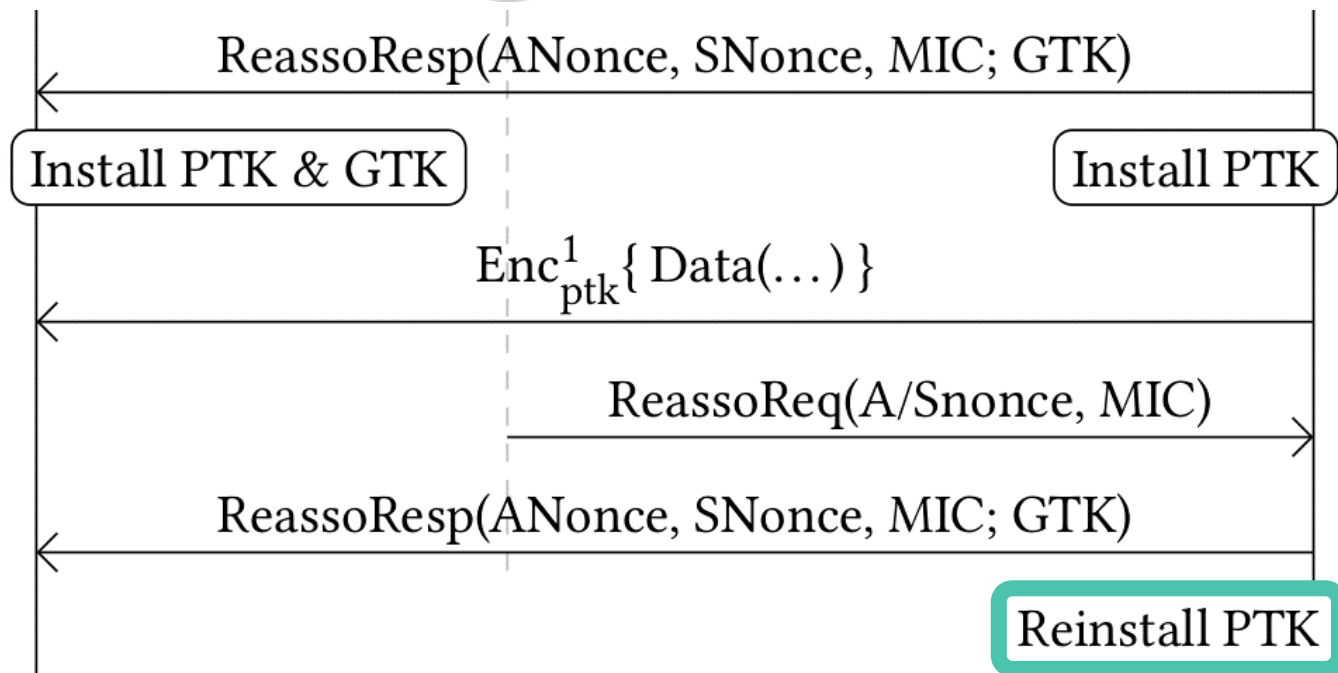 ReassoResp(ANonce, SNonce, MIC; GTK)
Install PTK & GTK
Install PTK
Enc¹ptk{ Data(…) }
ReassoReq(A/Snonce, MIC)
ReassoResp(ANonce, SNonce, MIC; GTK)
Reinstall PTK